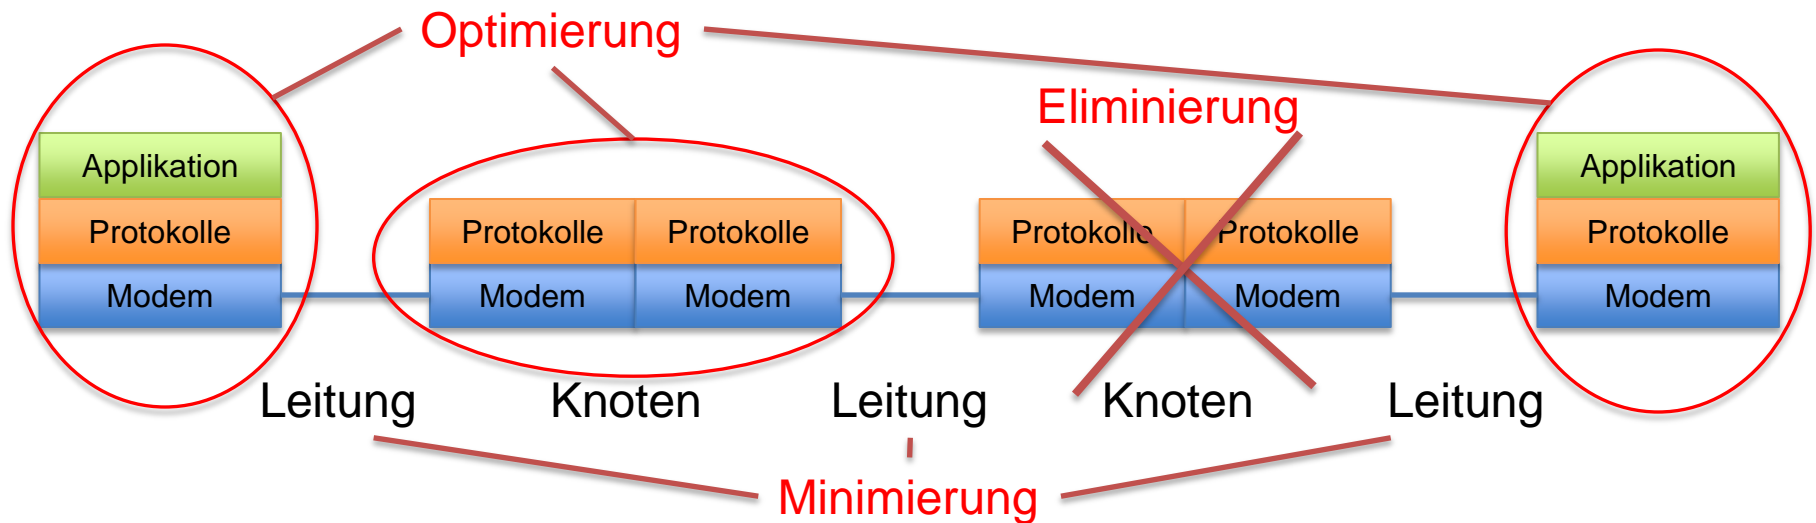 Optimierung
Eliminierung
Applikation
Applikation
Protokolle
Protokolle
Protokolle
Protokolle
Protokolle
Protokolle
Modem
Modem
Modem
Modem
Modem
Modem
Leitung
Knoten
Leitung
Knoten
Leitung
Minimierung